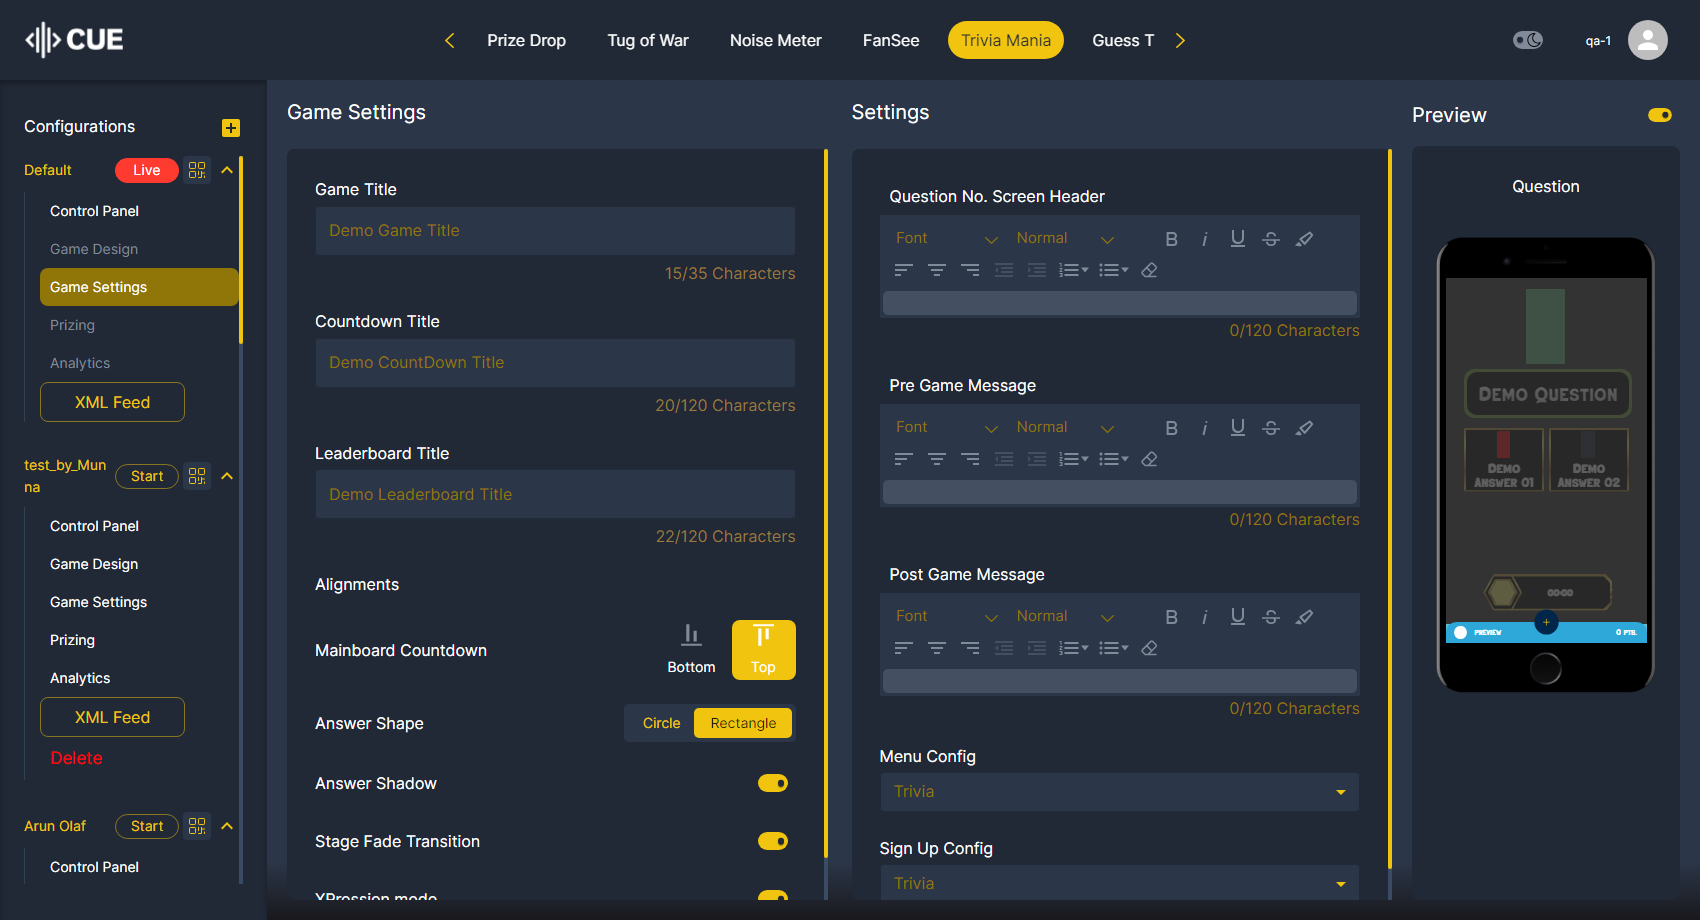 CUE
Prize Drop
Tug of War
Noise Meter
FanSee
Trivia Mania
Guess T
qa-1
Configurations
Default
Live
Control Panel
Game Design
Game Settings
Prizing
Analytics
XML Feed
test_by_Mun
na
Start
Control Panel
Game Design
Game Settings
Prizing
Analytics
XML Feed
Delete
Arun Olaf
Start
Control Panel
Game Settings
Game Title
Demo Game Title
15/35 Characters
Countdown Title
Demo CountDown Title
20/120 Characters
Leaderboard Title
Demo Leaderboard Title
22/120 Characters
Alignments
Mainboard Countdown
Bottom
Top
Answer Shape
Circle
Rectangle
Answer Shadow
Stage Fade Transition
XPression mode
Settings
Question No. Screen Header
Font
Normal
0/120 Characters
Pre Game Message
Font
Normal
0/120 Characters
Post Game Message
Font
Normal
0/120 Characters
Menu Config
Trivia
Sign Up Config
Trivia
Preview
Question
Demo Question
Demo
Answer 01
Demo
Answer 02
00:00
PREVIEW
0 PTS.